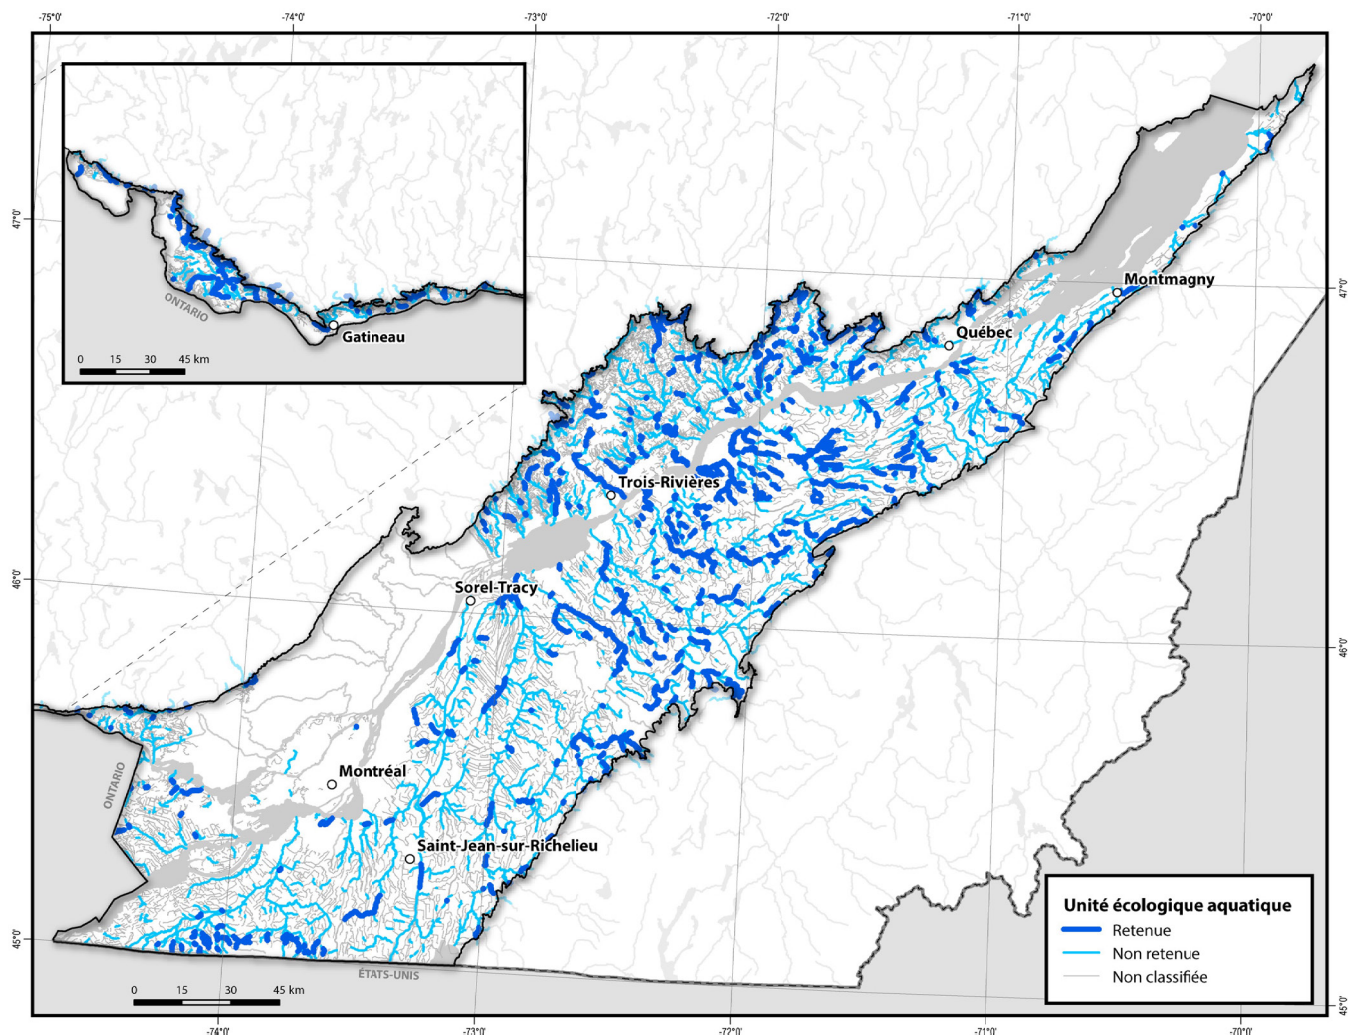 -75°0' -74°0' -73°0' -72°0' -71°0' -70°0'
47°0'
46°0'
45°0'
47°0'
46°0'
45°0'
ONTARIO
Gatineau
0 15 30 45 km
Montmagny
Québec
Trois-Rivières
Sorel-Tracy
Montréal
ONTARIO
Saint-Jean-sur-Richelieu
ÉTATS-UNIS
0 15 30 45 km
Unité écologique aquatique
Retenue
Non retenue
Non classifiée
-74°0' -73°0' -72°0' -71°0' -70°0'